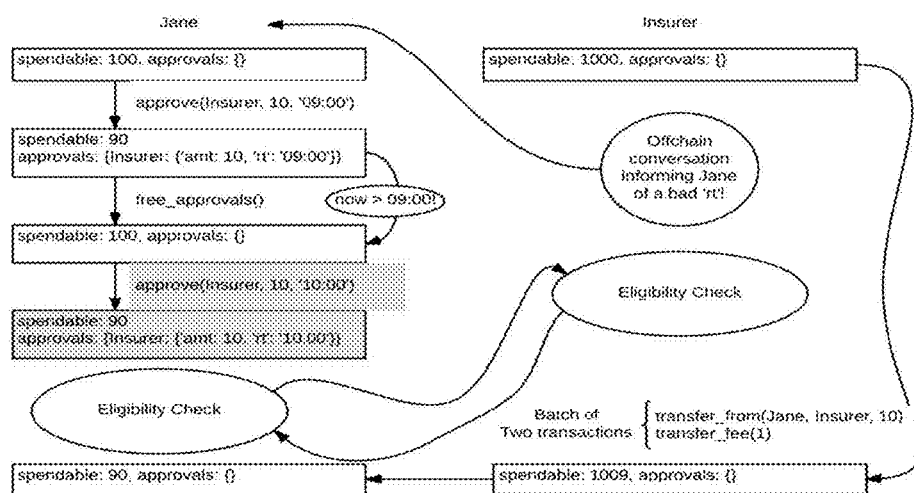 Jane
Insurer
spendable: 100, approvals: {}
spendable: 1000, approvals: {}
approve(Insurer, 10, '09:00')
spendable: 90
approvals: {Insurer: {'amt: 10, 'rt': '09:00'}}
Offchain
conversation
informing Jane
of a bad 'rt'!
free_approvals()
now > 09:00!
spendable: 100, approvals: {}
approve(Insurer, 10, '10:00')
Eligibility Check
spendable: 90
approvals: {Insurer: {'amt: 10, 'rt': '10:00'}}
Eligibility Check
Batch of
Two transactions
transfer_from(Jane, Insurer, 10)
transfer_fee(1)
spendable: 90, approvals: {}
spendable: 1009, approvals: {}